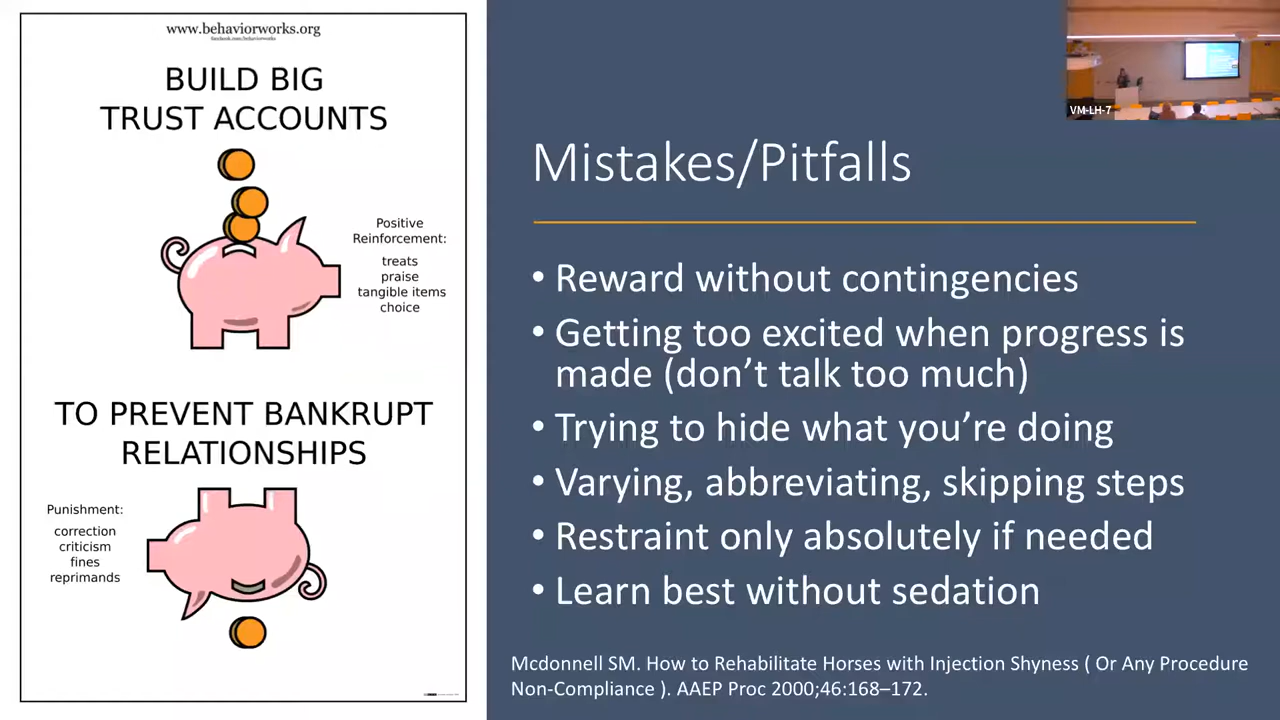 www.behaviorworks.org
facebook.com/behaviorworks
BUILD BIG
TRUST ACCOUNTS
Positive
Reinforcement:
treats
praise
tangible items
choice
TO PREVENT BANKRUPT
RELATIONSHIPS
Punishment:
correction
criticism
fines
reprimands
VM-LH-7
Mistakes/Pitfalls
• Reward without contingencies
• Getting too excited when progress is
made (don’t talk too much)
• Trying to hide what you’re doing
• Varying, abbreviating, skipping steps
• Restraint only absolutely if needed
• Learn best without sedation
Mcdonnell SM. How to Rehabilitate Horses with Injection Shyness ( Or Any Procedure
Non-Compliance ). AAEP Proc 2000;46:168–172.